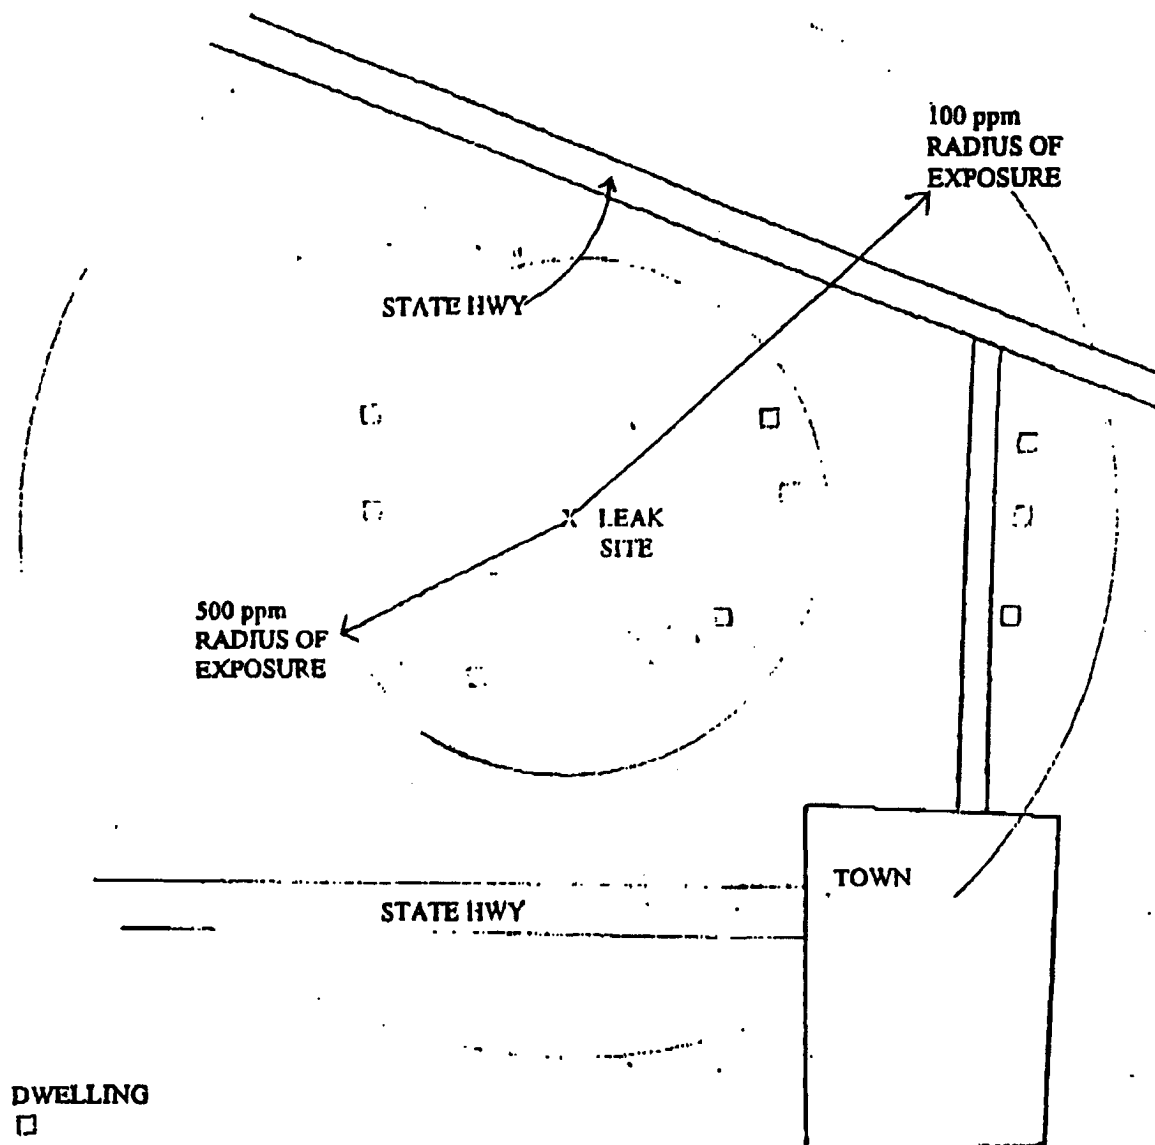 100 ppm
RADIUS OF
EXPOSURE
STATE HWY
LEAK
SITE
500 ppm
RADIUS OF
EXPOSURE
TOWN
STATE HWY
DWELLING